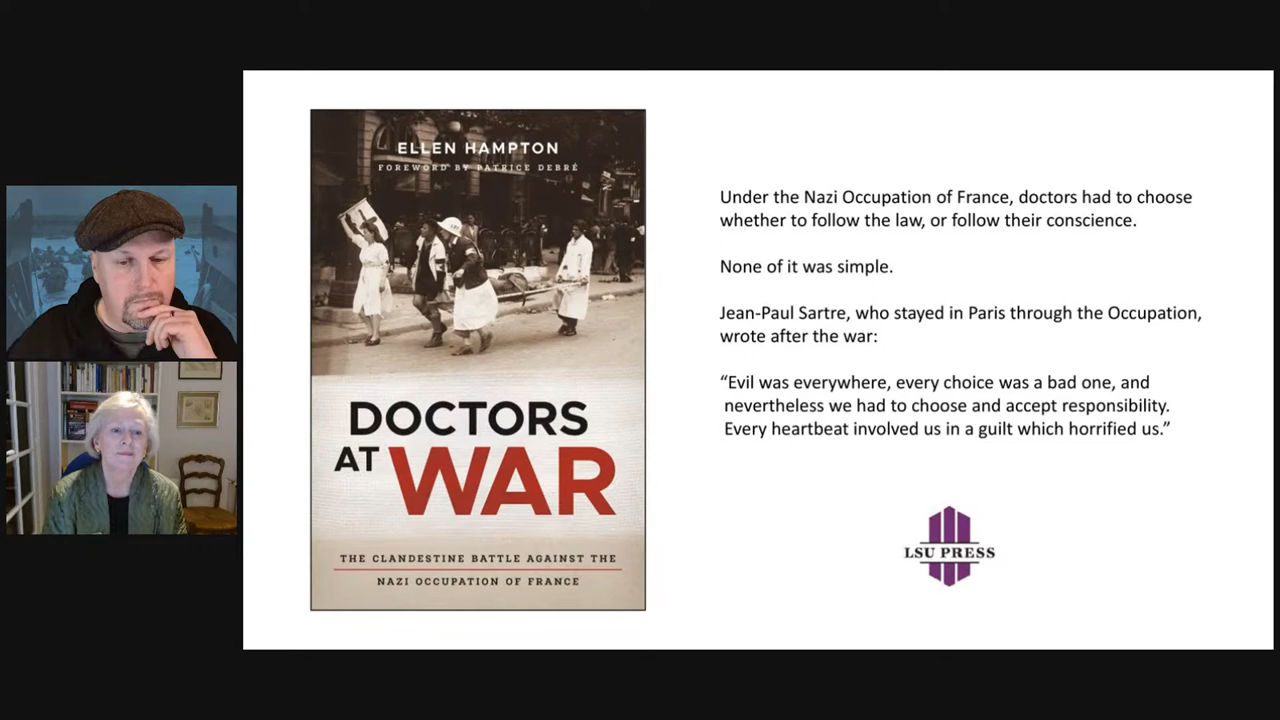 ELLEN HAMPTON
FOREWORD BY PATRICE DEBRÉ
DOCTORS
AT WAR
THE CLANDESTINE BATTLE AGAINST THE
NAZI OCCUPATION OF FRANCE
Under the Nazi Occupation of France, doctors had to choose
whether to follow the law, or follow their conscience.
None of it was simple.
Jean-Paul Sartre, who stayed in Paris through the Occupation,
wrote after the war:
“Evil was everywhere, every choice was a bad one, and
nevertheless we had to choose and accept responsibility.
Every heartbeat involved us in a guilt which horrified us.”
LSU PRESS